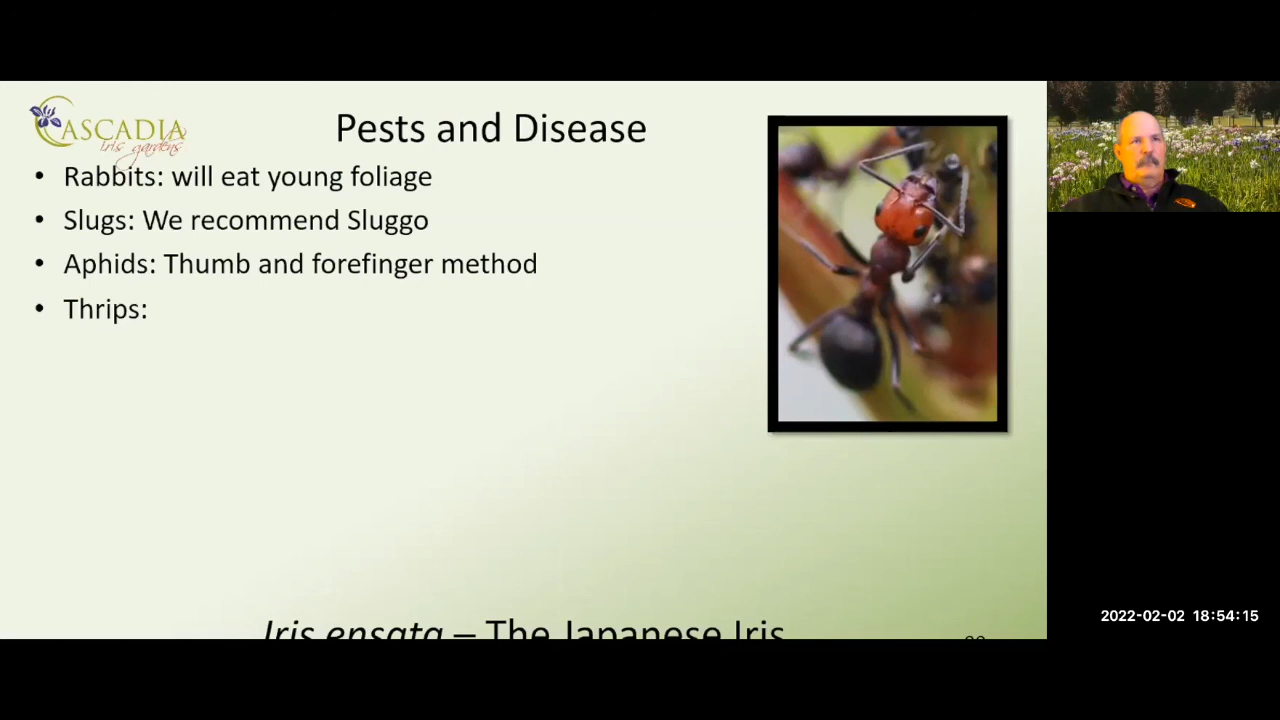 CASCADIA
iris gardens
Pests and Disease
• Rabbits: will eat young foliage
• Slugs: We recommend Sluggo
• Aphids: Thumb and forefinger method
• Thrips:
Iris ensata – The Japanese Iris
2022-02-02 18:54:15